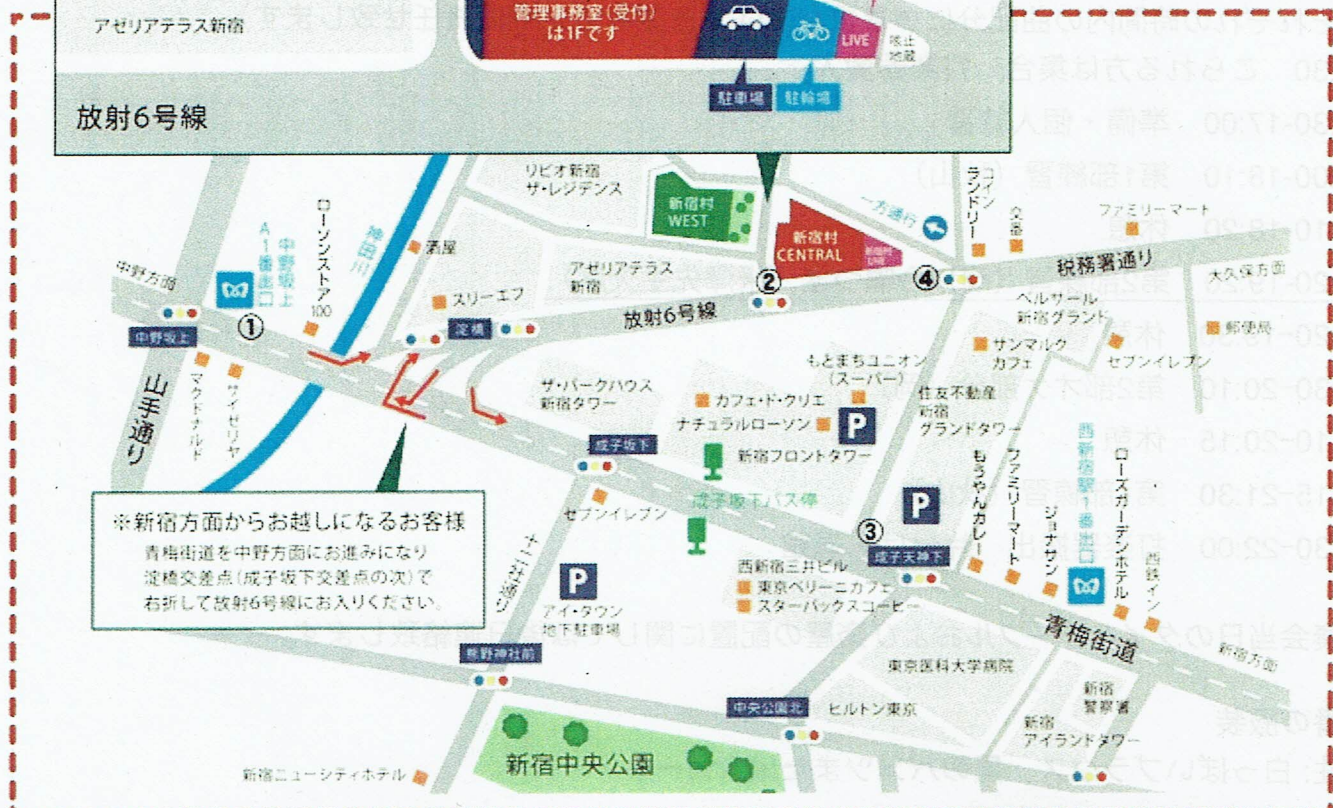 アゼリアテラス新宿
管理事務室(受付)
は1Fです
LIVE
咳止
地蔵
駐車場
駐輪場
放射6号線
リビオ新宿
ザ・レジデンス
新宿村
WEST
新宿村
CENTRAL
新宿村
LIVE
一方通行
コイン
ランドリー
交番
ファミリーマート
税務署通り
大久保方面
中野方面
中野坂上
A1番出口
ローソンストア100
神田川
酒屋
スリーエフ
アゼリアテラス
新宿
②
④
放射6号線
淀橋
中野坂上
①
山手通り
マクドナルド
サイゼリヤ
ベルサール
新宿グランド
サンマルク
カフェ
セブンイレブン
郵便局
もとまちユニオン
(スーパー)
ザ・パークハウス
新宿タワー
カフェ・ド・クリエ
ナチュラルローソン
P
住友不動産
新宿
グランドタワー
新宿フロントタワー
成子坂下
成子坂下バス停
セブンイレブン
P
③
成子天神下
もうやんカレー
ファミリーマート
ジョナサン
西新宿駅1番出口
ローズガーデンホテル
西鉄イン
※新宿方面からお越しになるお客様
青梅街道を中野方面にお進みになり
淀橋交差点(成子坂下交差点の次)で
右折して放射6号線にお入りください。
十二社通り
P
アイ・タウン
地下駐車場
西新宿三井ビル
東京ベリーニカフェ
スターバックスコーヒー
青梅街道
新宿方面
熊野神社前
東京医科大学病院
中央公園北
ヒルトン東京
新宿
警察署
新宿
アイランドタワー
新宿中央公園
新宿ニューシティホテル